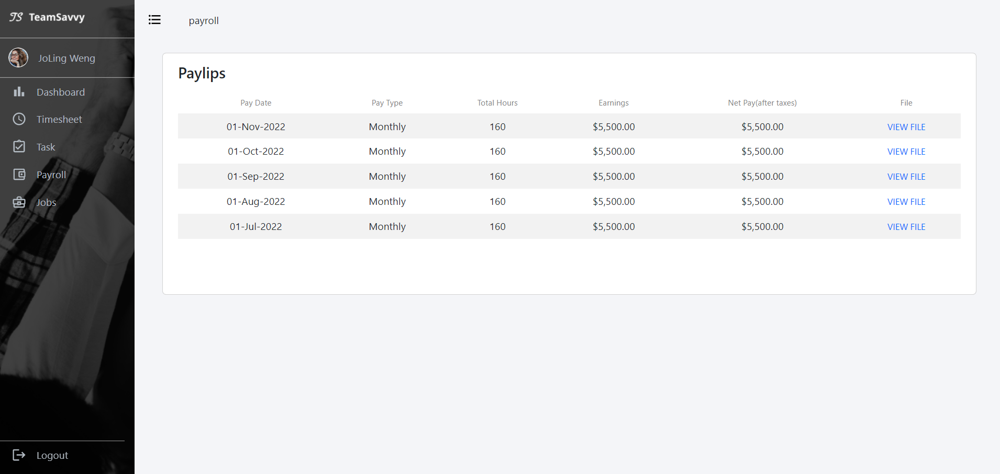 TS TeamSavvy
JoLing Weng
Dashboard
Timesheet
Task
Payroll
Jobs
Logout
payroll
Paylips
Pay Date Pay Type Total Hours Earnings Net Pay(after taxes) File
01-Nov-2022 Monthly 160 $5,500.00 $5,500.00 VIEW FILE
01-Oct-2022 Monthly 160 $5,500.00 $5,500.00 VIEW FILE
01-Sep-2022 Monthly 160 $5,500.00 $5,500.00 VIEW FILE
01-Aug-2022 Monthly 160 $5,500.00 $5,500.00 VIEW FILE
01-Jul-2022 Monthly 160 $5,500.00 $5,500.00 VIEW FILE